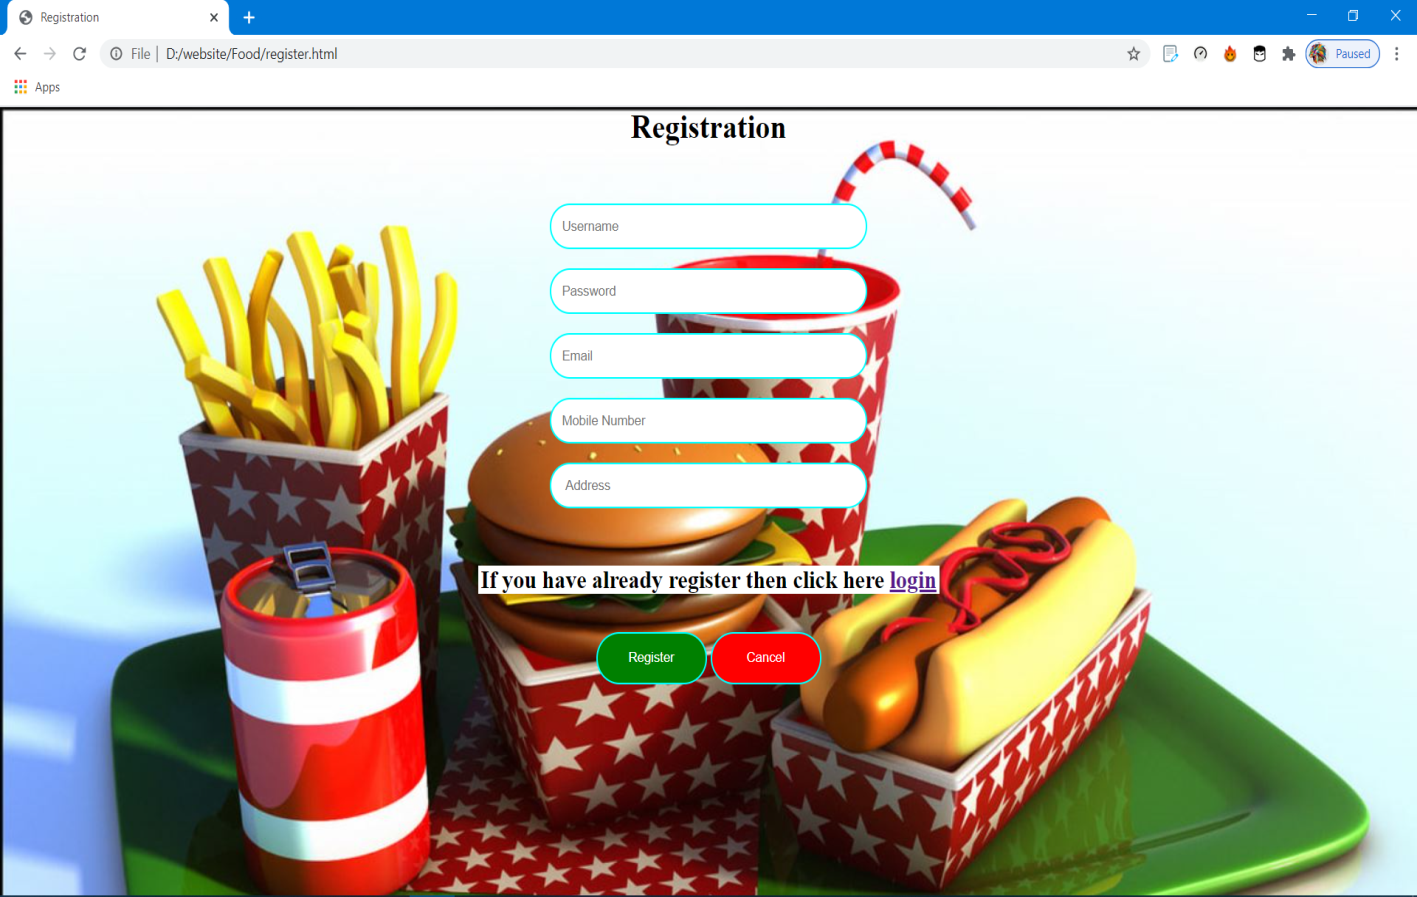 Registration
File | D:/website/Food/register.html
Paused
Apps
Registration
Username
Password
Email
Mobile Number
Address
If you have already register then click here login
Register Cancel